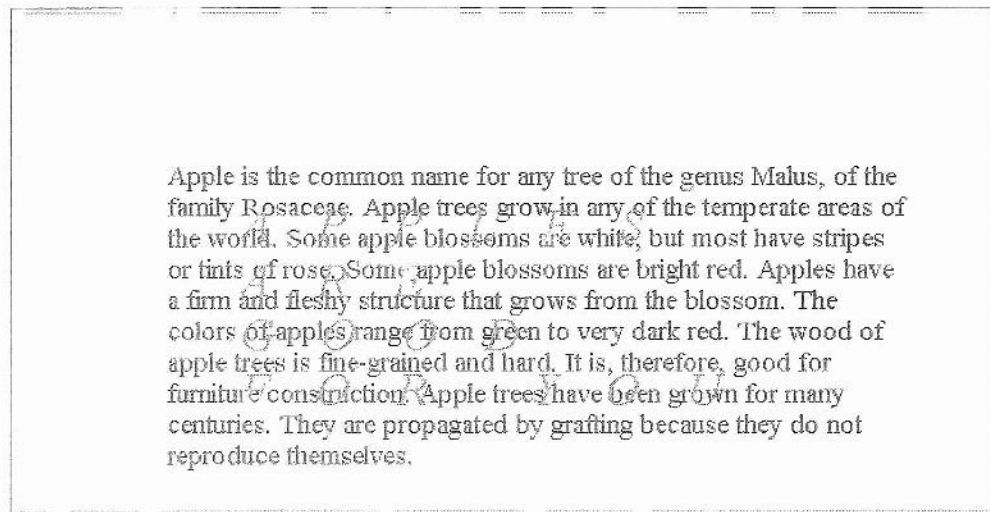 Apple is the common name for any tree of the genus Malus, of the
family Rosaceae. Apple trees grow in any of the temperate areas of
A P P L E S
the world. Some apple blossoms are white, but most have stripes
or tints of rose. Some apple blossoms are bright red. Apples have
A R E
a firm and fleshy structure that grows from the blossom. The
colors of apples range from green to very dark red. The wood of
G O O D
apple trees is fine-grained and hard. It is, therefore, good for
furniture construction. Apple trees have been grown for many
F O R Y O U
centuries. They are propagated by grafting because they do not
reproduce themselves.